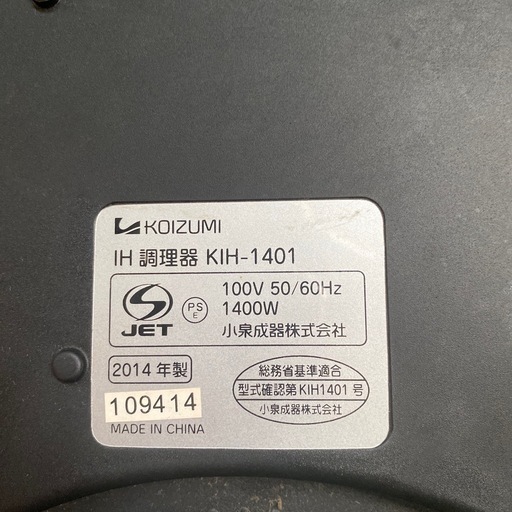 KOIZUMI
IH 調理器 KIH-1401
S
JET
PS
E
100V 50/60Hz
1400W
小泉成器株式会社
2014 年製
109414
MADE IN CHINA
総務省基準適合
型式確認第 KIH1401 号
小泉成器株式会社